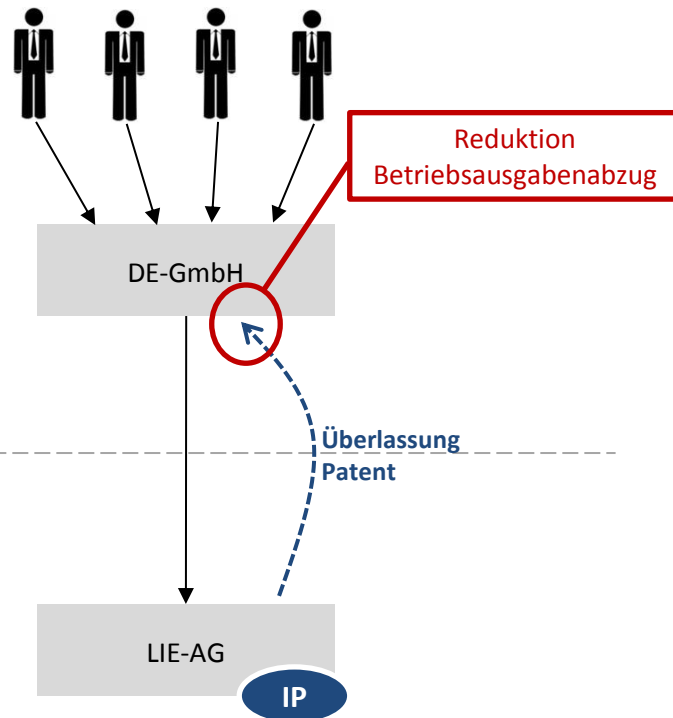 Reduktion
Betriebsausgabenabzug
DE-GmbH
Überlassung
Patent
LIE-AG
IP